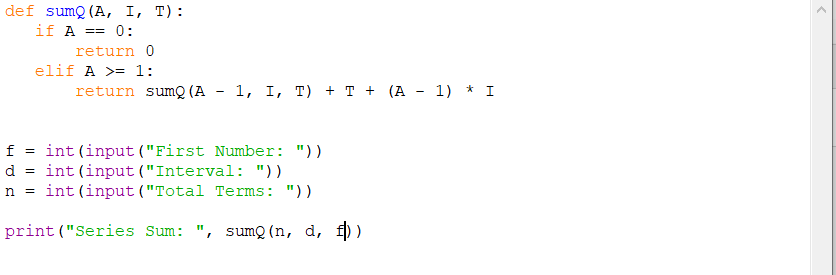 def sumQ(A, I, T):
   if A == 0:
       return 0
   elif A >= 1:
       return sumQ(A - 1, I, T) + T + (A - 1) * I
f = int(input("First Number: "))
d = int(input("Interval: "))
n = int(input("Total Terms: "))
print("Series Sum: ", sumQ(n, d, f))